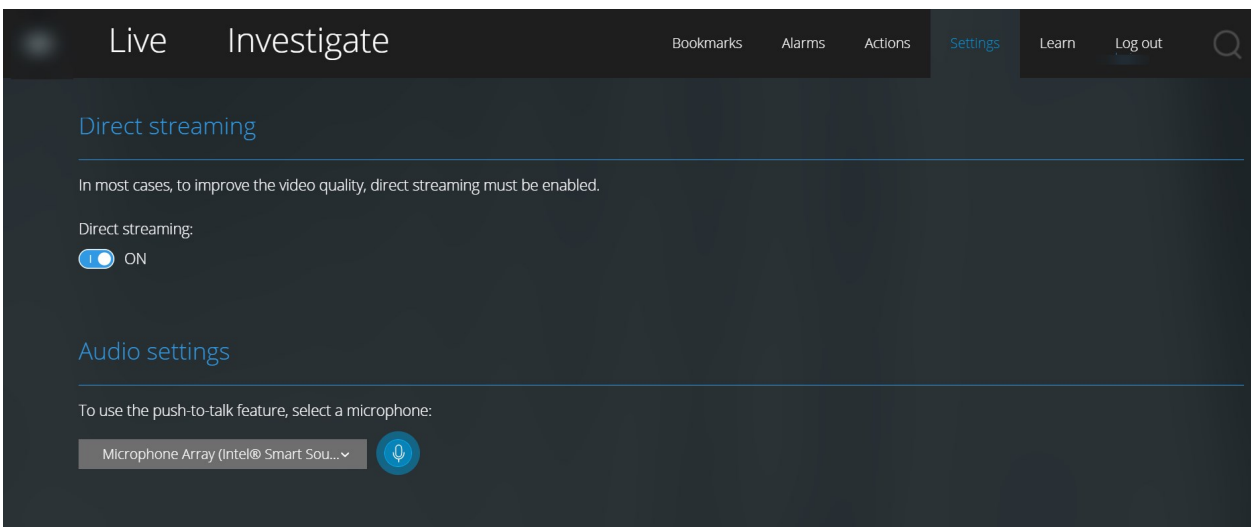 Live Investigate Bookmarks Alarms Actions Settings Learn Log out
Direct streaming
In most cases, to improve the video quality, direct streaming must be enabled.
Direct streaming:
ON
Audio settings
To use the push-to-talk feature, select a microphone:
Microphone Array (Intel® Smart Sou...